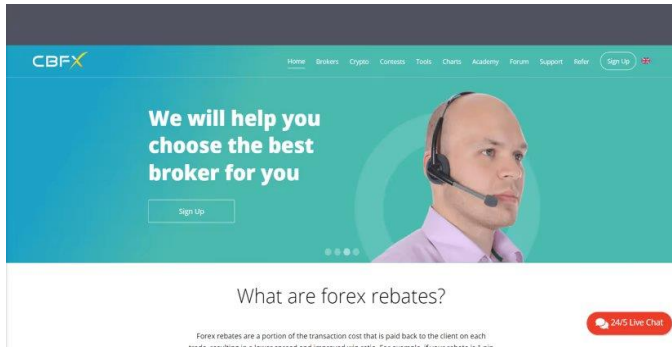 CBFX
Home Brokers Crypto Contests Tools Charts Academy Forum Support Refer Sign Up
We will help you
choose the best
broker for you
Sign Up
What are forex rebates?
24/5 Live Chat
Forex rebates are a portion of the transaction cost that is paid back to the client on each